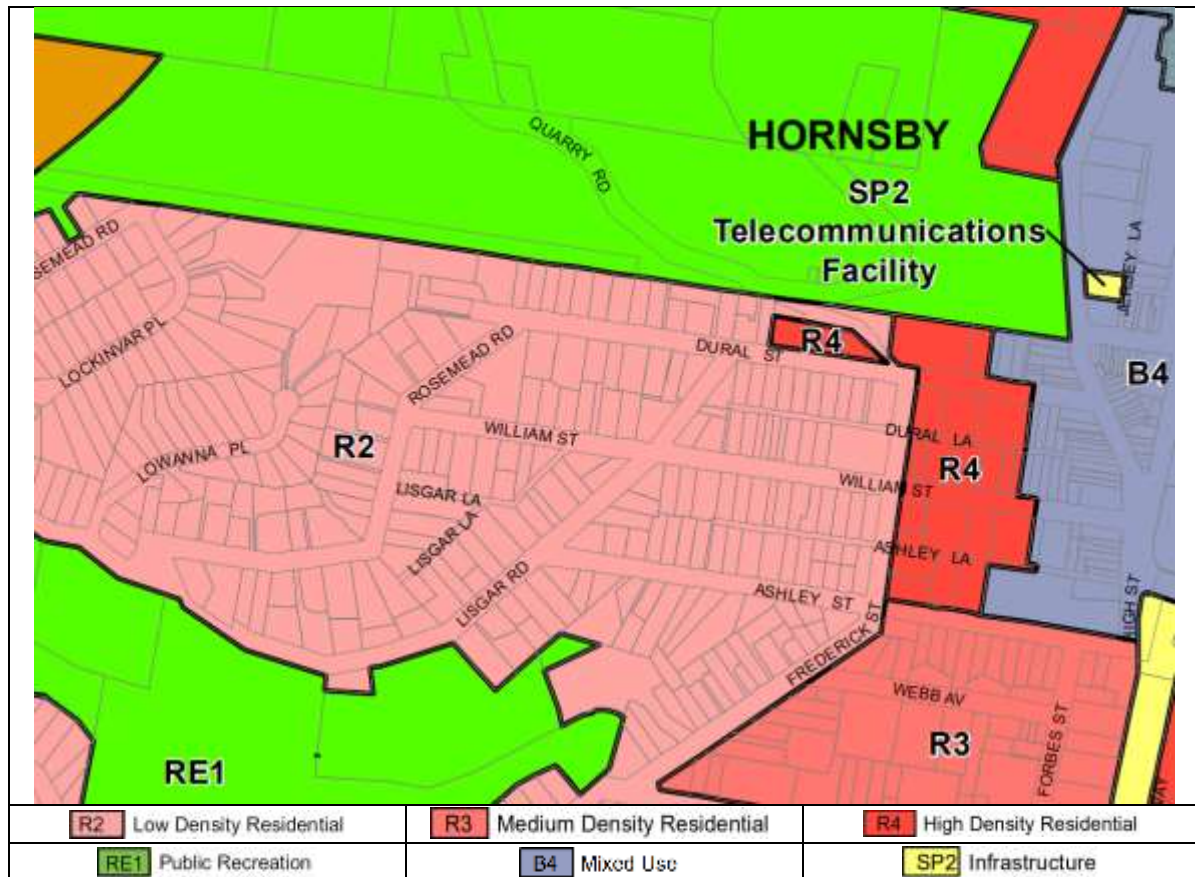 QUARRY RD
HORNSBY
SP2
Telecommunications
Facility
SEMEAD RD
LOCKINVAR PL
ROSEMEAD RD
DURAL ST
R4
B4
LOWANNA PL
R2
WILLIAM ST
DURAL LA
R4
LISGAR LA
WILLIAM ST
LISGAR LA
ASHLEY LA
LISGAR RD
ASHLEY ST
HIGH ST
FREDERICK ST
WEBB AV
FORBES ST
R3
RE1
WAY
R2 Low Density Residential
R3 Medium Density Residential
R4 High Density Residential
RE1 Public Recreation
B4 Mixed Use
SP2 Infrastructure